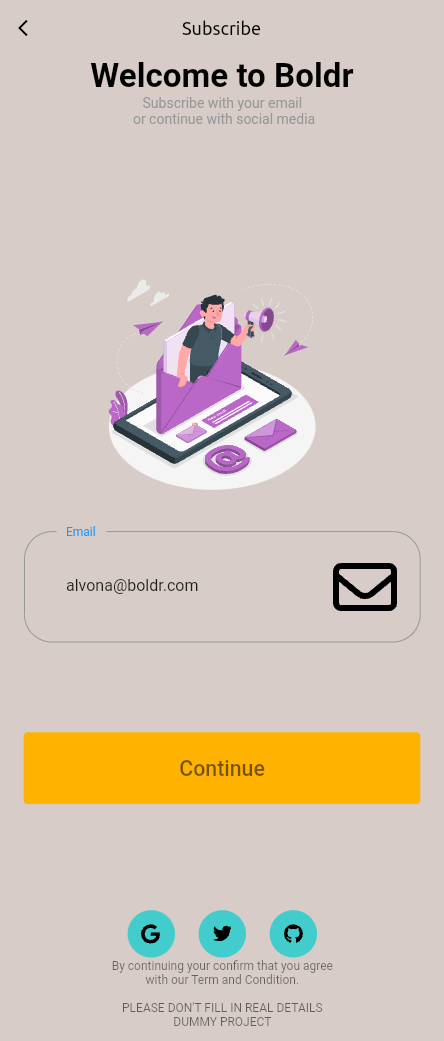 Subscribe
Welcome to Boldr
Subscribe with your email
or continue with social media
Email
alvona@boldr.com
Continue
By continuing your confirm that you agree
with our Term and Condition.
PLEASE DON'T FILL IN REAL DETAILS
DUMMY PROJECT